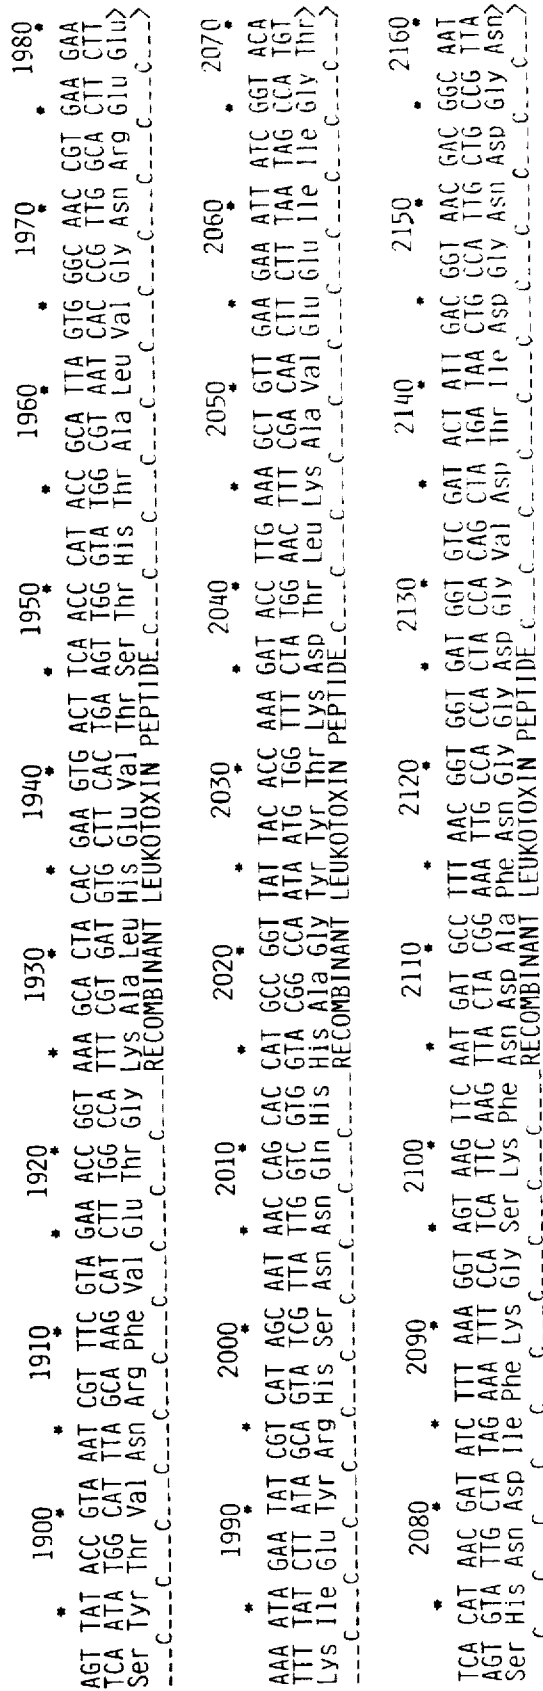 * 1900* * 1910* * 1920* * 1930* * 1940* * 1950* * 1960* * 1970* * 1980*
AGT TAT ACC GTA AAT CGT TTC GTA GAA ACC GGT AAA GCA CTA CAC GAA GTG ACT TCA ACC CAT ACC GCA TTA GTG GGC AAC CGT GAA GAA
TCA ATA TGG CAT TTA GCA AAG CAT CTT TGG CCA TTT CGT GAT GTG CTT CAC TGA AGT TGG GTA TGG CGT AAT CAC CCG TTG GCA CTT CTT
Ser Tyr Thr Val Asn Arg Phe Val Glu Thr Gly Lys Ala Leu His Glu Val Thr Ser Thr His Thr Ala Leu Val Gly Asn Arg Glu Glu>
---C---C---C---C---C---C---C---C---RECOMBINANT LEUKOTOXIN PEPTIDE_C---C---C---C---C---C---C---C--->
* 1990* * 2000* * 2010* * 2020* * 2030* * 2040* * 2050* * 2060* * 2070*
AAA ATA GAA TAT CGT CAT AGC AAT AAC CAG CAC CAT GCC GGT TAT TAC ACC AAA GAT ACC TTG AAA GCT GTT GAA GAA ATT ATC GGT ACA
TTT TAT CTT ATA GCA GTA TCG TTA TTG GTC GTG GTA CGG CCA ATA ATG TGG TTT CTA TGG AAC TTT CGA CAA CTT CTT TAA TAG CCA TGT
Lys Ile Glu Tyr Arg His Ser Asn Asn Gln His His Ala Gly Tyr Tyr Thr Lys Asp Thr Leu Lys Ala Val Glu Glu Ile Ile Gly Thr>
---C---C---C---C---C---C---C---C---RECOMBINANT LEUKOTOXIN PEPTIDE_C---C---C---C---C---C---C---C--->
* 2080* * 2090* * 2100* * 2110* * 2120* * 2130* * 2140* * 2150* * 2160*
TCA CAT AAC GAT ATC TTT AAA GGT AGT AAG TTC AAT GAT GCC TTT AAC GGT GGT GAT GGT GTC GAT ACT ATT GAC GGT AAC GAC GGC AAT
AGT GTA TTG CTA TAG AAA TTT CCA TCA TTC AAG TTA CTA CGG AAA TTG CCA CCA CTA CCA CAG CTA TGA TAA CTG CCA TTG CTG CCG TTA
Ser His Asn Asp Ile Phe Lys Gly Ser Lys Phe Asn Asp Ala Phe Asn Gly Gly Asp Gly Val Asp Thr Ile Asp Gly Asn Asp Gly Asn>
---C---C---C---C---C---C---C---C---RECOMBINANT LEUKOTOXIN PEPTIDE_C---C---C---C---C---C---C---C--->